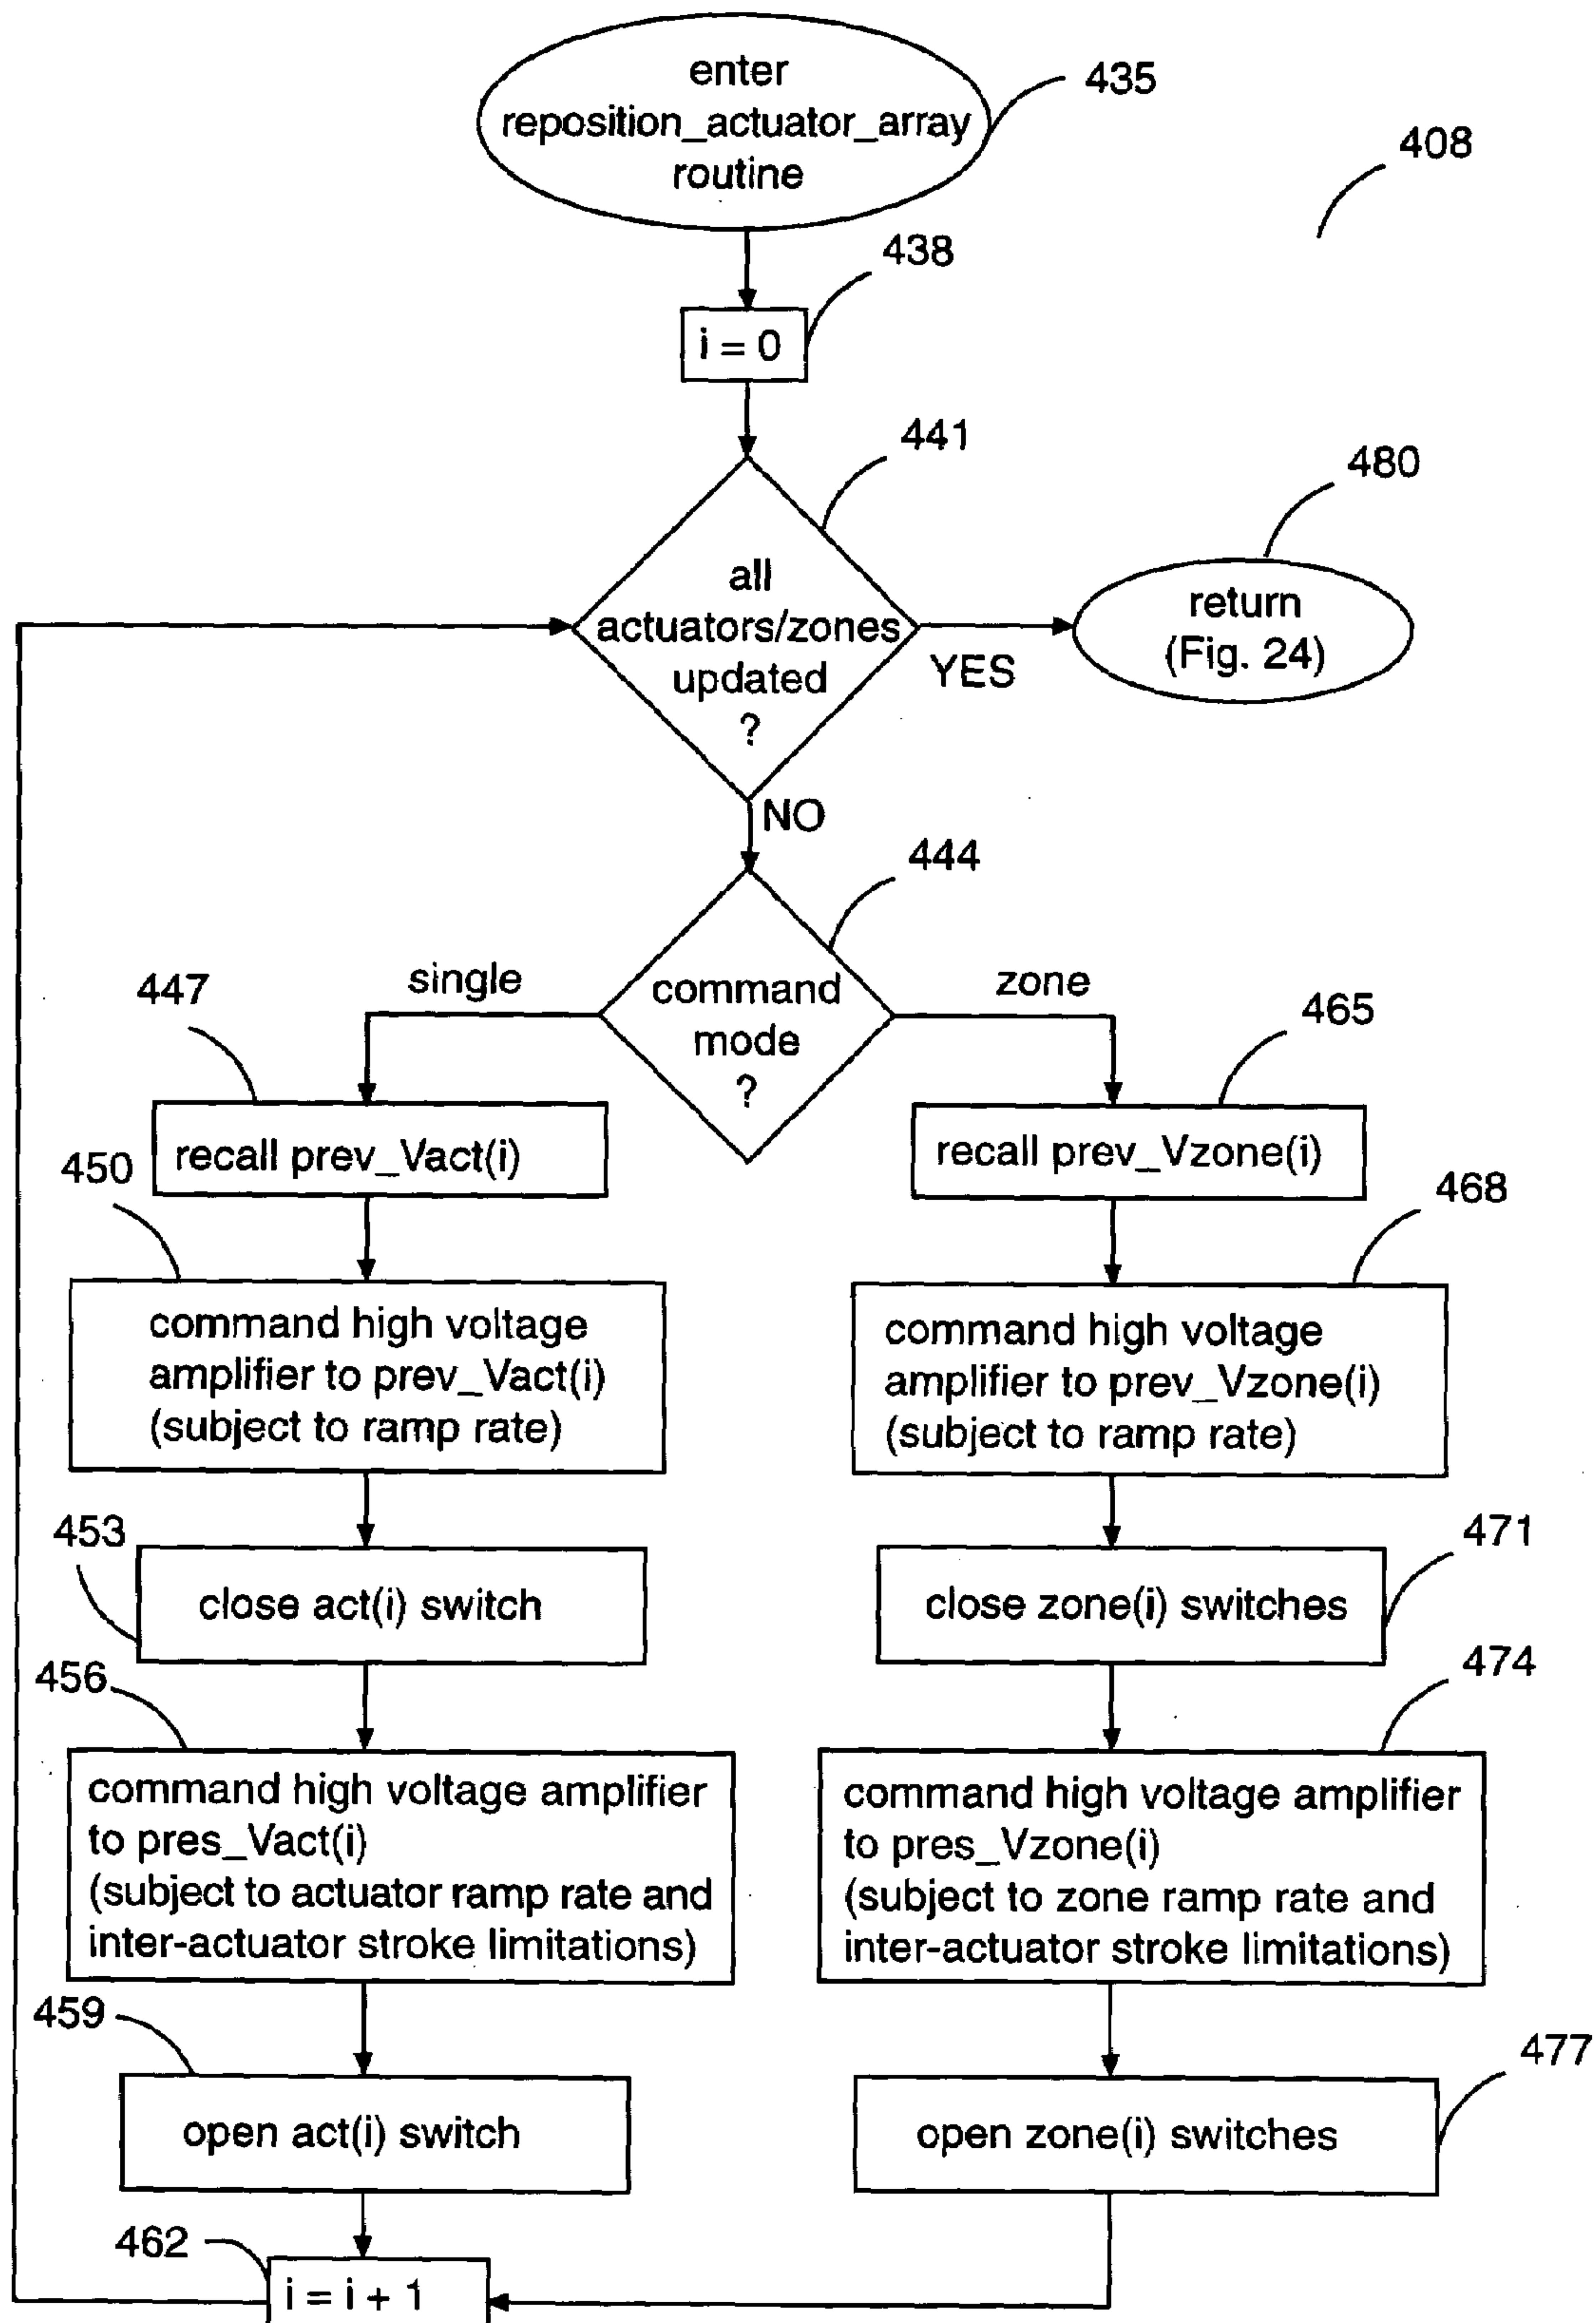 enter
reposition_actuator_array
routine
435
408
438
i = 0
441
480
all
actuators/zones
updated
?
YES
return
(Fig. 24)
NO
444
447
single
command
mode
?
zone
465
450
recall prev_Vact(i)
recall prev_Vzone(i)
468
command high voltage
amplifier to prev_Vact(i)
(subject to ramp rate)
command high voltage
amplifier to prev_Vzone(i)
(subject to ramp rate)
453
close act(i) switch
close zone(i) switches
471
456
474
command high voltage amplifier
to pres_Vact(i)
(subject to actuator ramp rate and
inter-actuator stroke limitations)
command high voltage amplifier
to pres_Vzone(i)
(subject to zone ramp rate and
inter-actuator stroke limitations)
459
477
open act(i) switch
open zone(i) switches
462
i = i + 1